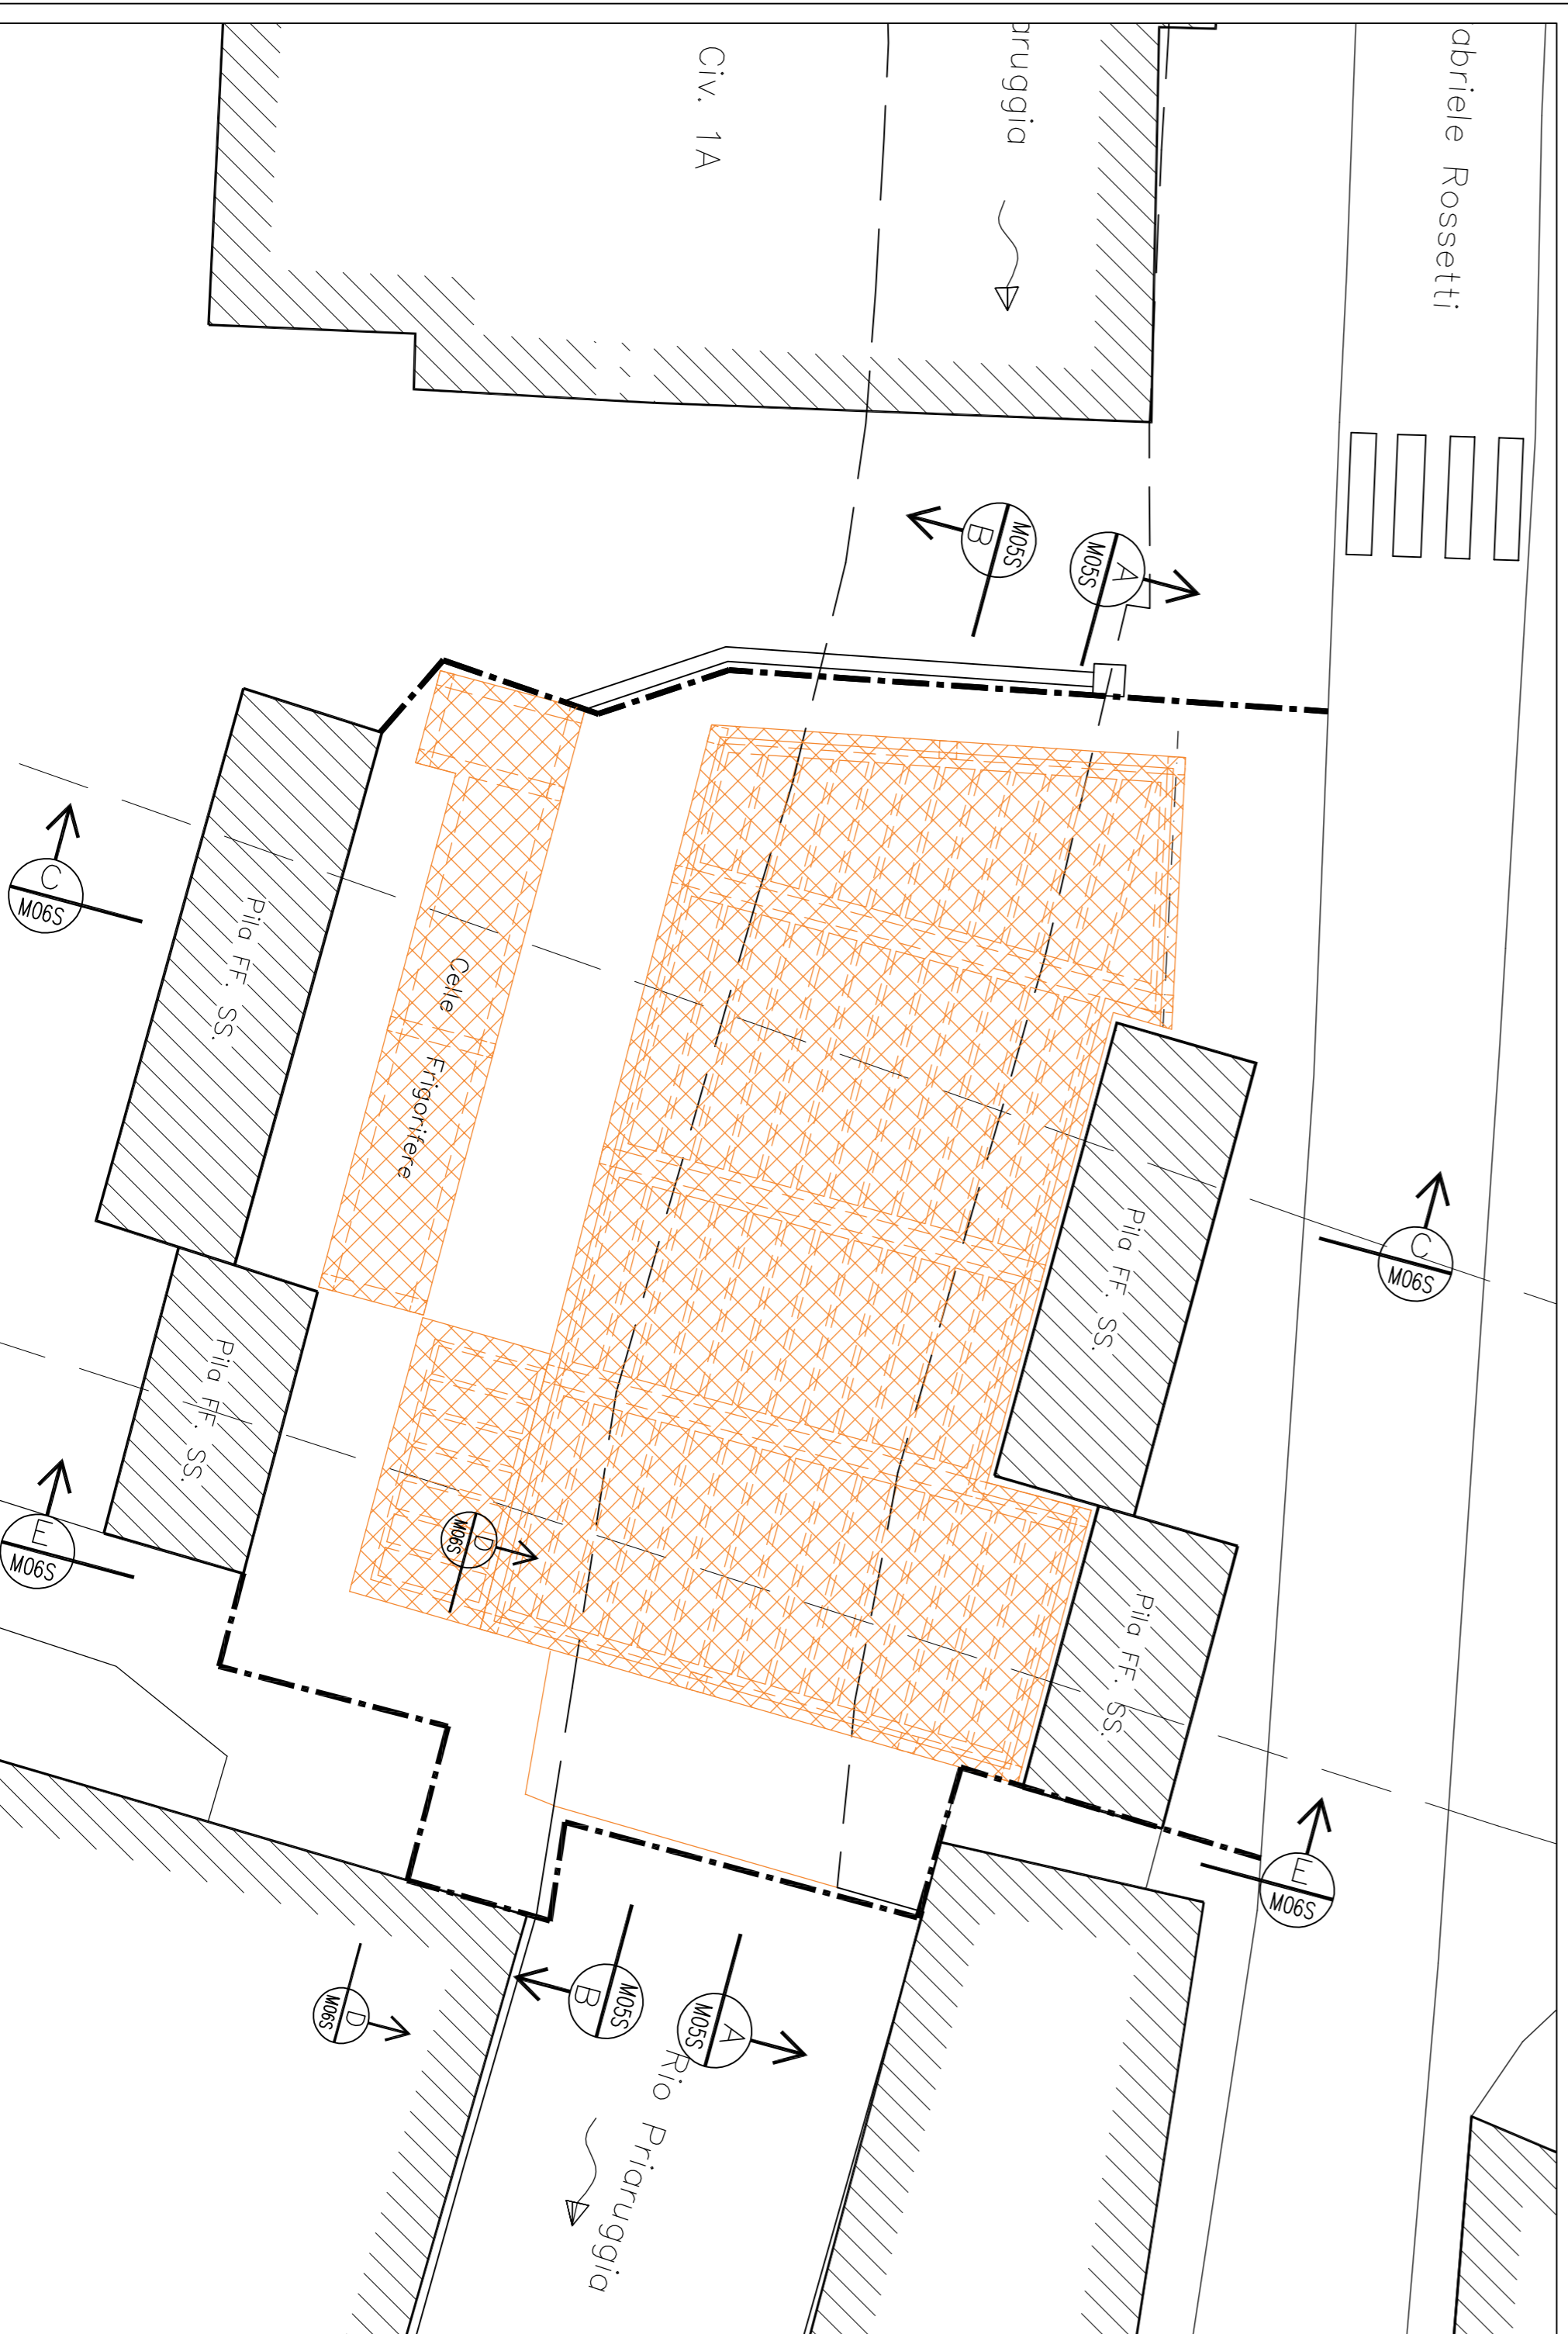 abriele Rossetti
aruggia
Civ. 1A
M05S
B
A
M05S
C
M06S
Pila FF. SS.
Celle Frigorifere
Pila FF. SS.
C
M06S
Pila FF. SS.
Pila FF. SS.
E
M06S
D
M06S
E
M06S
D
M06S
M05S
B
A
M05S
Rio Priaruggia